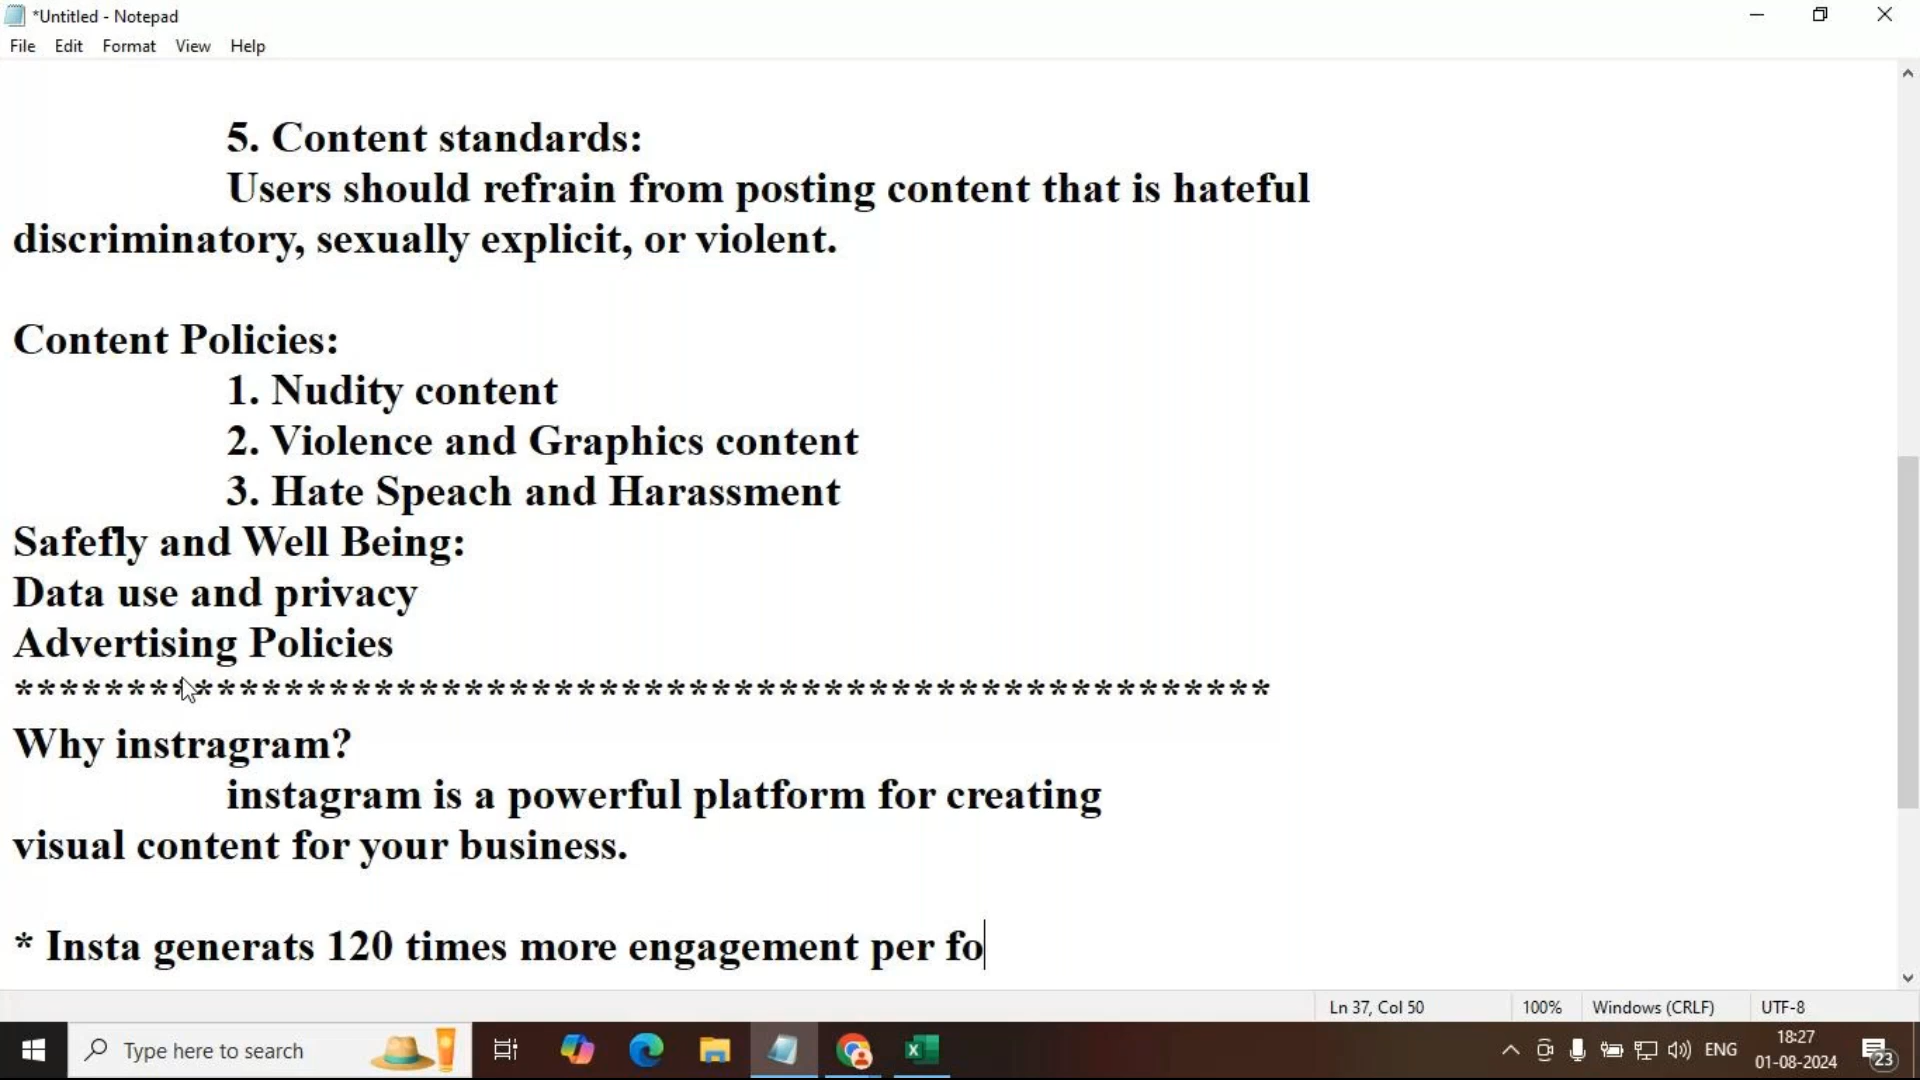 *Untitled - Notepad
File Edit Format View Help
5. Content standards:
Users should refrain from posting content that is hateful
discriminatory, sexually explicit, or violent.
Content Policies:
1. Nudity content
2. Violence and Graphics content
3. Hate Speach and Harassment
Safefly and Well Being:
Data use and privacy
Advertising Policies
********************************************************
Why instragram?
instagram is a powerful platform for creating
visual content for your business.
* Insta generats 120 times more engagement per fo
Ln 37, Col 50 100% Windows (CRLF) UTF-8
Type here to search ENG 18:27
01-08-2024 23